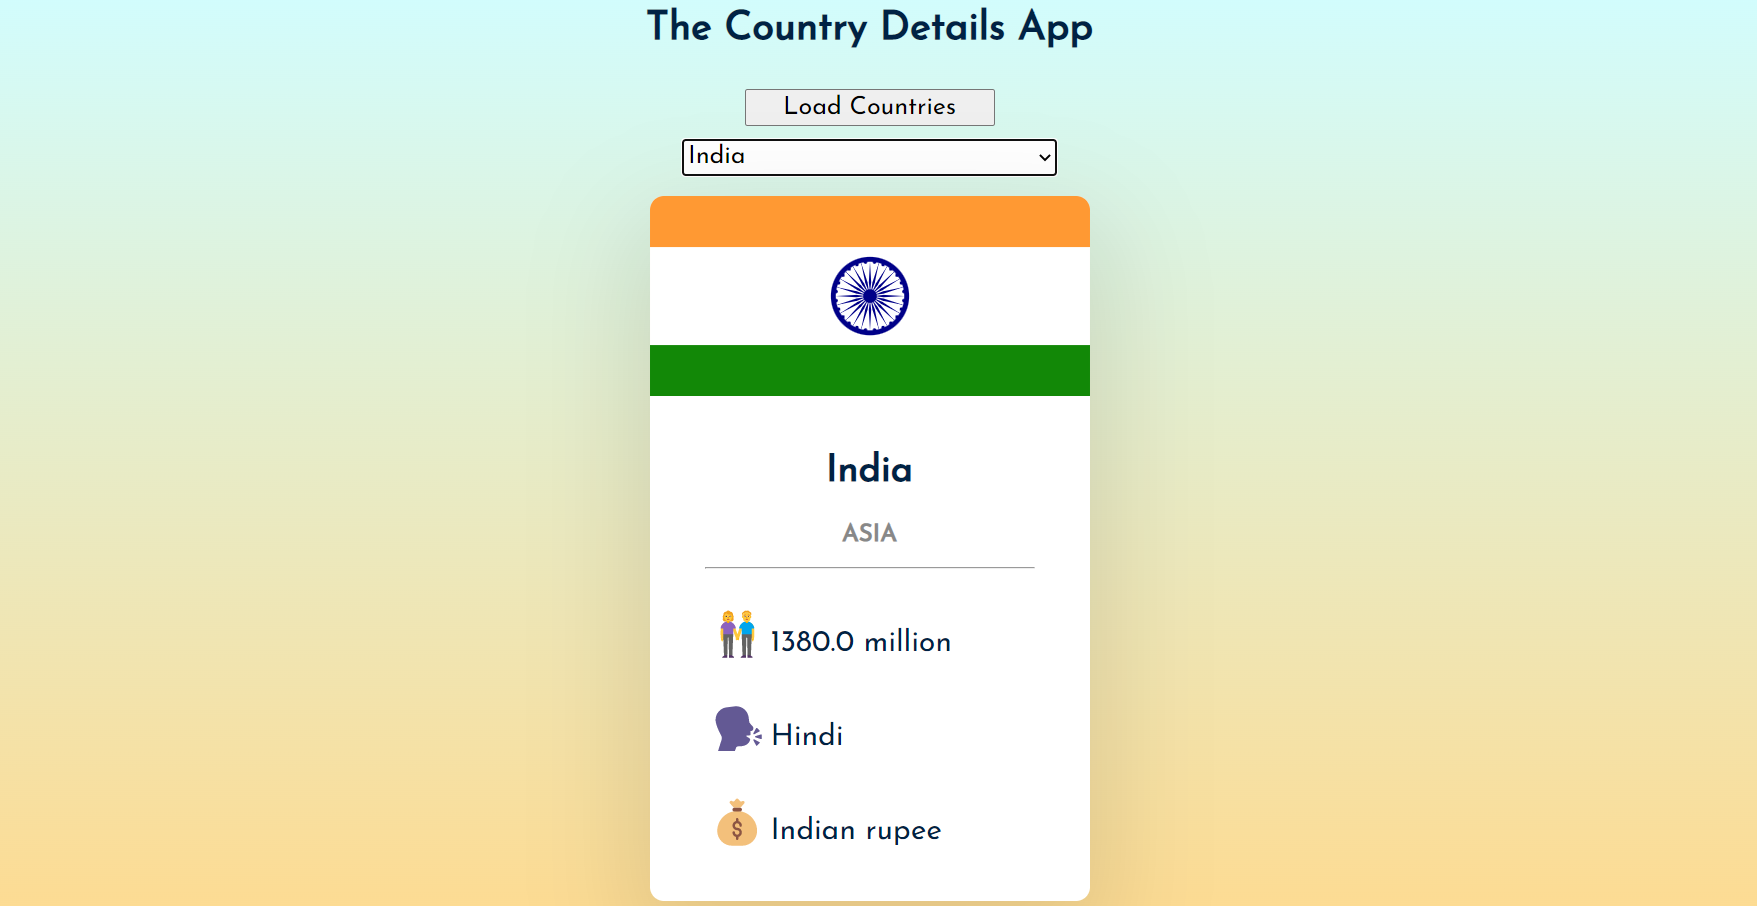 The Country Details App
Load Countries
India
India
ASIA
1380.0 million
Hindi
Indian rupee